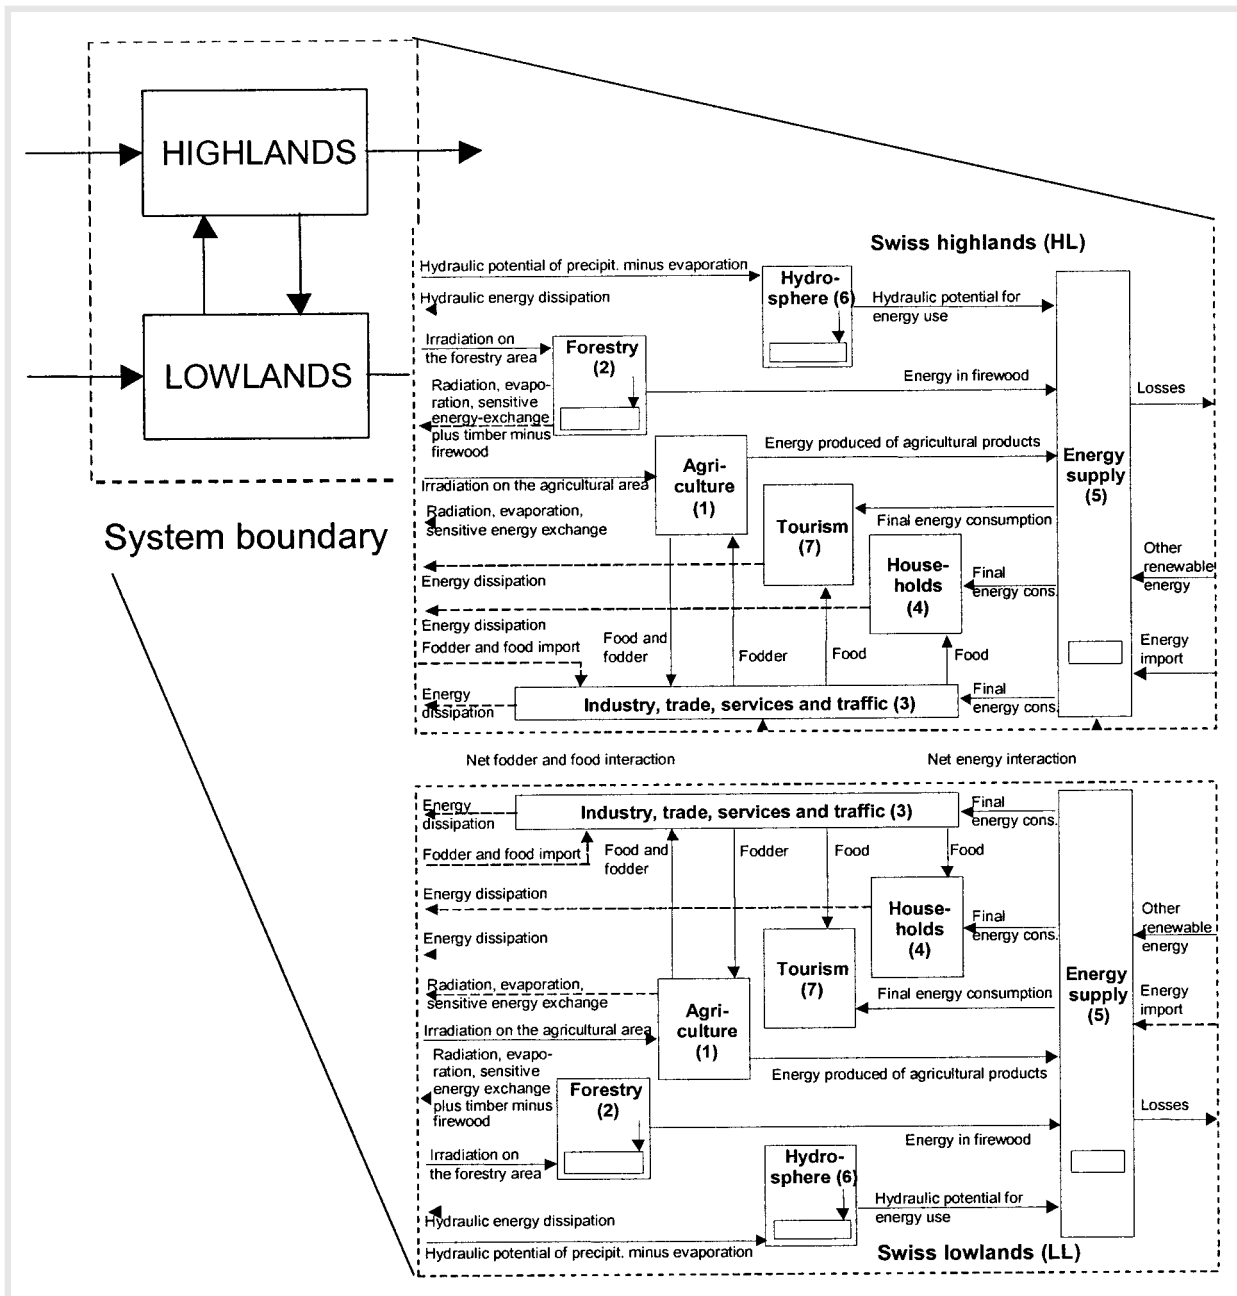 HIGHLANDS
LOWLANDS
System boundary
Swiss highlands (HL)
Hydraulic potential of precipit. minus evaporation
Hydro-
sphere (6)
Hydraulic energy dissipation
Hydraulic potential for
energy use
Irradiation on
the forestry area
Forestry
(2)
Radiation, evapo-
ration, sensitive
energy-exchange
plus timber minus
firewood
Energy in firewood
Losses
Energy produced of agricultural products
Agri-
culture
(1)
Energy
supply
(5)
Irradiation on the agricultural area
Radiation, evaporation,
sensitive energy exchange
Tourism
(7)
Final energy consumption
Other
renewable
energy
House-
holds
(4)
Final
energy cons.
Energy dissipation
Energy dissipation
Fodder and food import
Food and
fodder
Fodder
Food
Food
Energy
import
Energy
dissipation
Industry, trade, services and traffic (3)
Final
energy cons.
Net fodder and food interaction
Net energy interaction
Energy
dissipation
Industry, trade, services and traffic (3)
Final
energy cons.
Fodder and food import
Food and
fodder
Fodder
Food
Food
Energy dissipation
House-
holds
(4)
Final
energy cons.
Other
renewable
energy
Energy dissipation
Tourism
(7)
Energy
supply
(5)
Radiation, evaporation,
sensitive energy exchange
Final energy consumption
Energy
import
Agri-
culture
(1)
Irradiation on the agricultural area
Radiation, evapo-
ration, sensitive
energy exchange
plus timber minus
firewood
Energy produced of agricultural products
Forestry
(2)
Losses
Energy in firewood
Irradiation on
the forestry area
Hydro-
sphere (6)
Hydraulic potential for
energy use
Hydraulic energy dissipation
Hydraulic potential of precipit. minus evaporation
Swiss lowlands (LL)